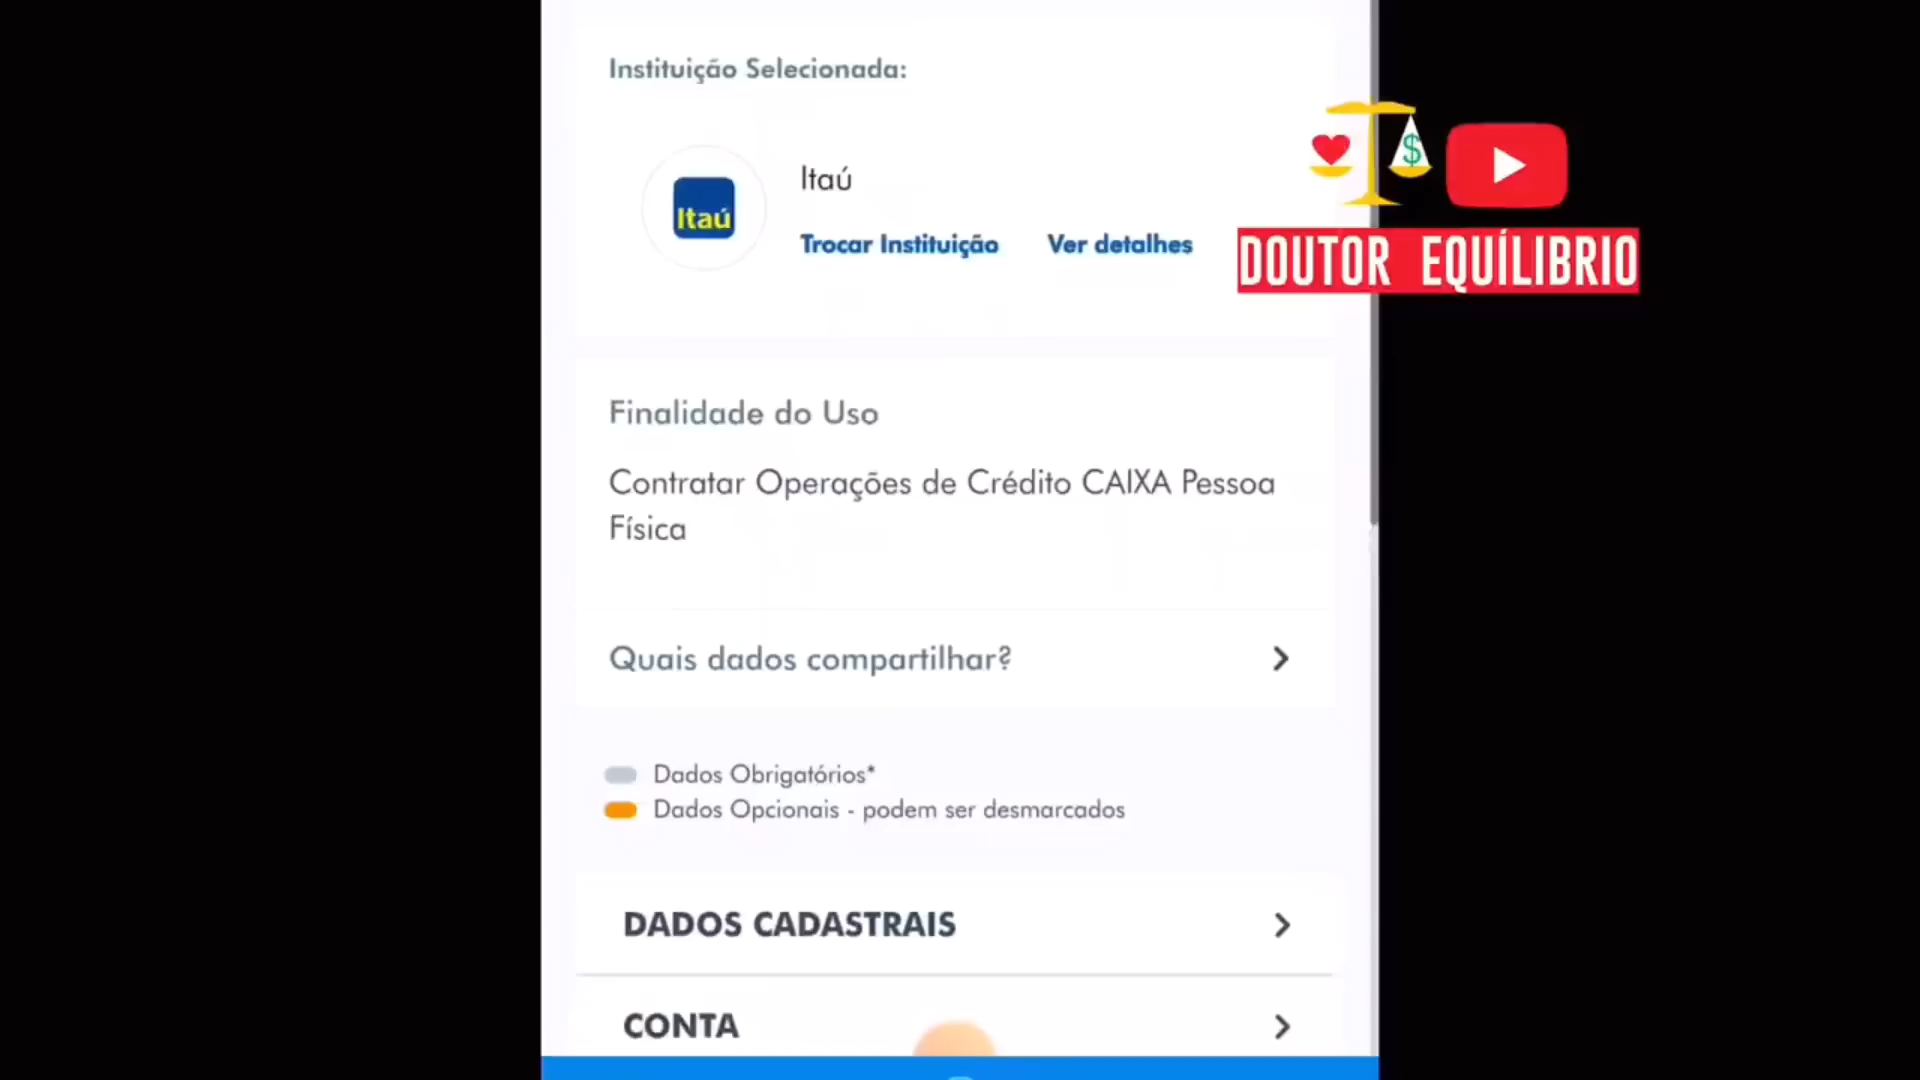 Instituição Selecionada:
Itaú
Itaú
Trocar Instituição Ver detalhes
$
DOUTOR EQUÍLIBRIO
Finalidade do Uso
Contratar Operações de Crédito CAIXA Pessoa
Física
Quais dados compartilhar?
Dados Obrigatórios*
Dados Opcionais - podem ser desmarcados
DADOS CADASTRAIS
CONTA